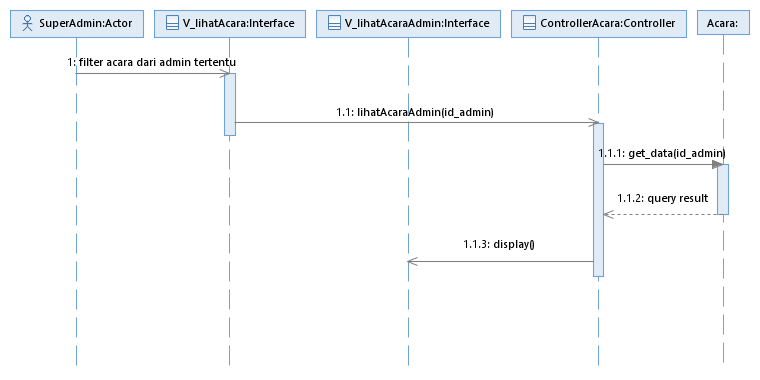 SuperAdmin:Actor
V_lihatAcara:Interface
V_lihatAcaraAdmin:Interface
ControllerAcara:Controller
Acara:
1: filter acara dari admin tertentu
1.1: lihatAcaraAdmin(id_admin)
1.1.1: get_data(id_admin)
1.1.2: query result
1.1.3: display()